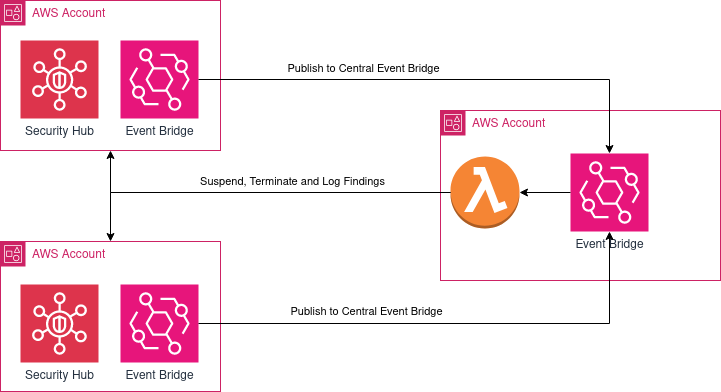 AWS Account
Security Hub
Event Bridge
Publish to Central Event Bridge
AWS Account
Event Bridge
Suspend, Terminate and Log Findings
AWS Account
Security Hub
Event Bridge
Publish to Central Event Bridge